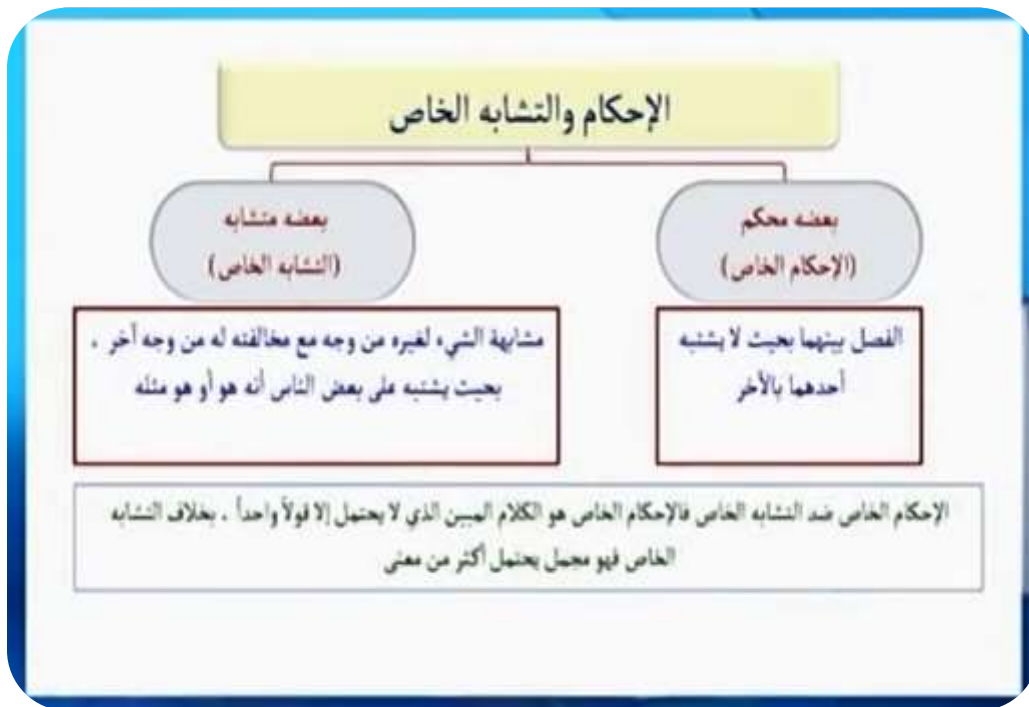 الإحكام والتشابه الخاص
بعضه محكم
(الإحكام الخاص)
بعضه متشابه
(التشابه الخاص)
الفصل بينهما بحيث لا يشتبه
أحدهما بالآخر
مشابهة الشيء لغيره من وجه مع مخالفته له من وجه آخر ،
بحيث يشتبه على بعض الناس أنه هو أو هو مثله
الإحكام الخاص ضد التشابه الخاص فالإحكام الخاص هو الكلام المبين الذي لا يحتمل إلا قولاً واحداً ، بخلاف التشابه
الخاص فهو مجمل يحتمل أكثر من معنى